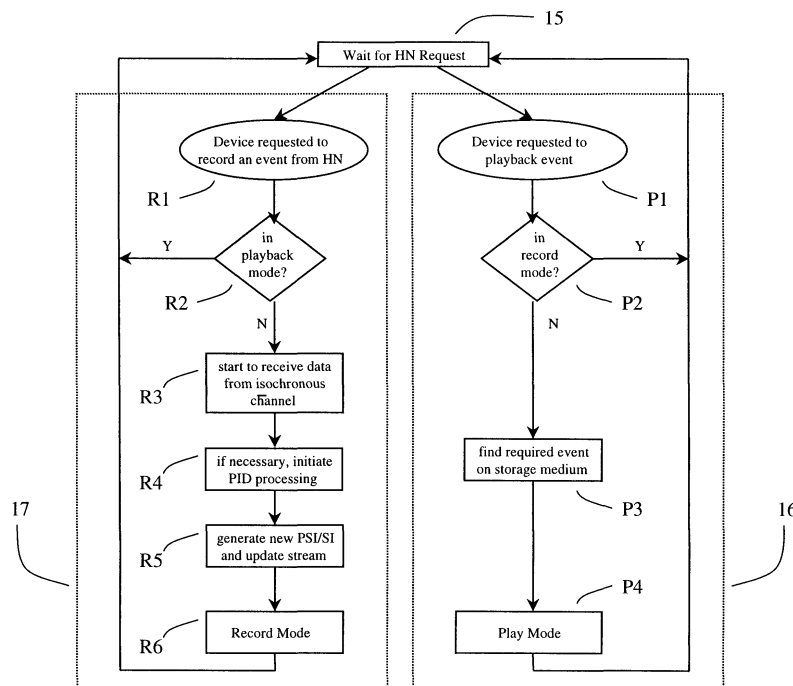 15
Wait for HN Request
Device requested to
record an event from HN
R1
Device requested to
playback event
P1
in
playback
mode?
Y
R2
N
in
record
mode?
Y
P2
N
start to receive data
from isochronous
channel
R3
if necessary, initiate
PID processing
R4
find required event
on storage medium
P3
17
16
generate new PSI/SI
and update stream
R5
Record Mode
R6
Play Mode
P4